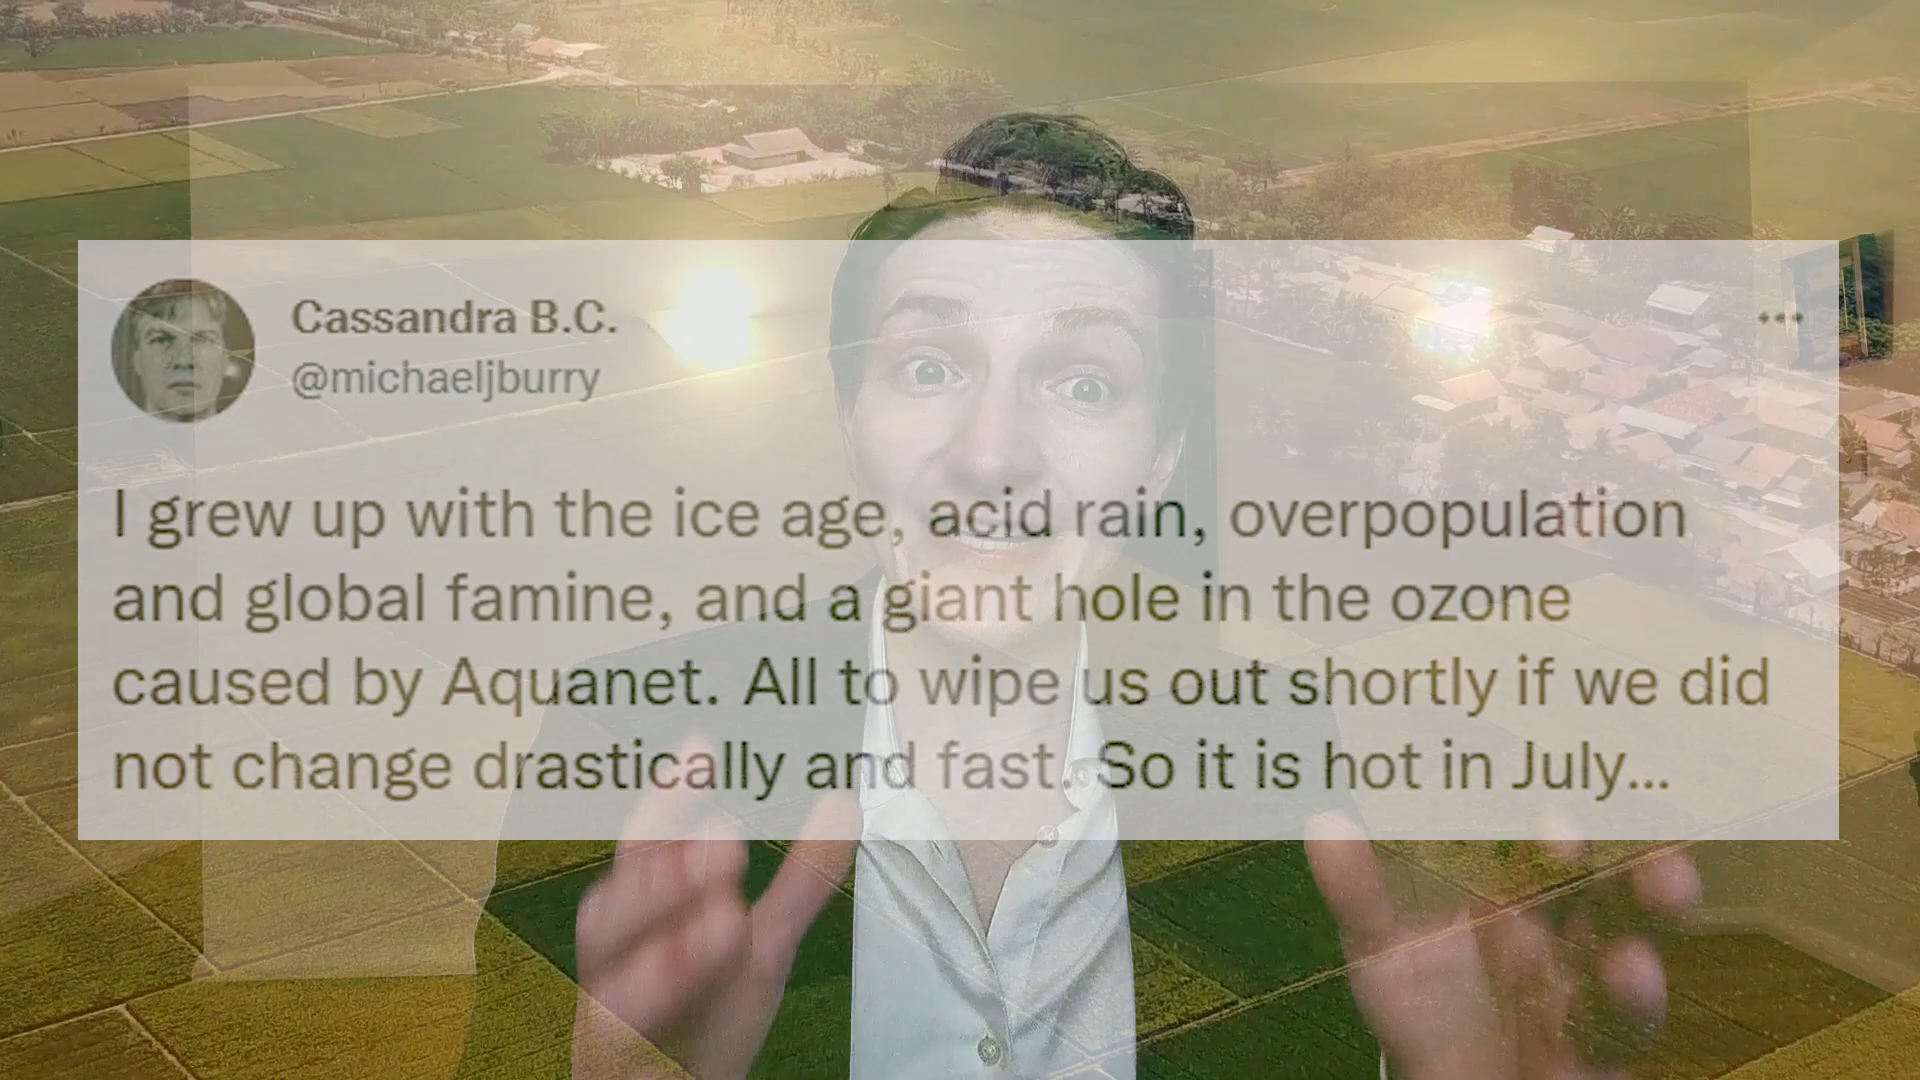 Cassandra B.C.
@michaeljburry
I grew up with the ice age, acid rain, overpopulation
and global famine, and a giant hole in the ozone
caused by Aquanet. All to wipe us out shortly if we did
not change drastically and fast. So it is hot in July...